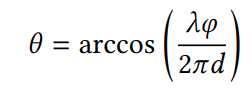 θ = arccos (λφ / 2πd)